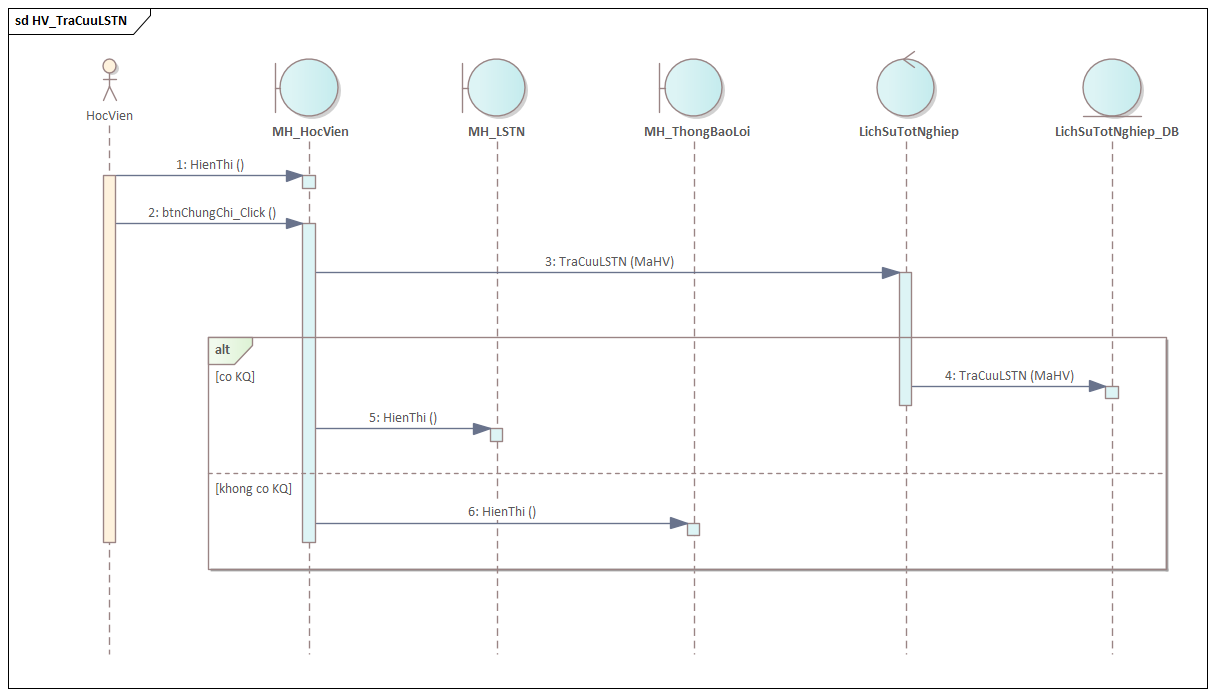 sd HV_TraCuuLSTN
HocVien
MH_HocVien
MH_LSTN
MH_ThongBaoLoi
LichSuTotNghiep
LichSuTotNghiep_DB
1: HienThi ()
2: btnChungChi_Click ()
3: TraCuuLSTN (MaHV)
alt
[co KQ]
4: TraCuuLSTN (MaHV)
5: HienThi ()
[khong co KQ]
6: HienThi ()